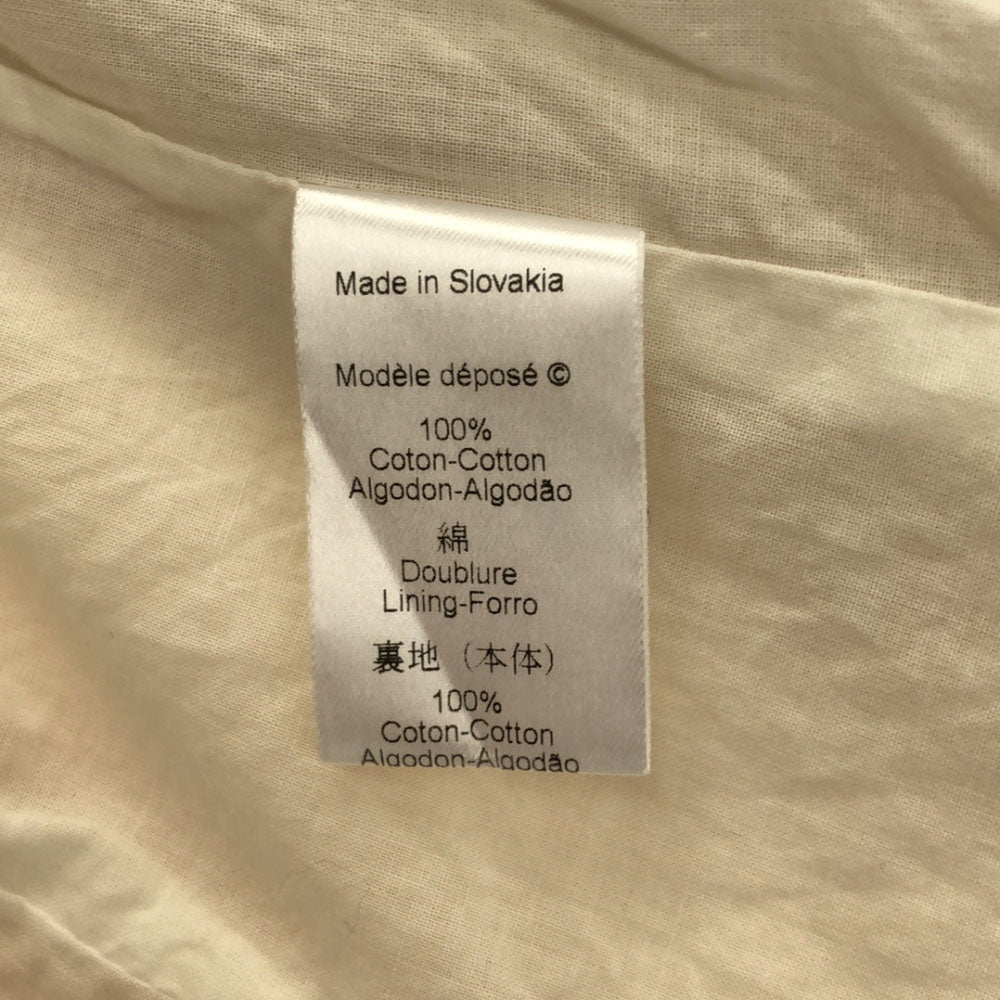 Made in Slovakia
Modèle déposé ©
100%
Coton-Cotton
Algodon-Algodão
綿
Doublure
Lining-Forro
裏地（本体）
100%
Coton-Cotton
Algodon-Algodão